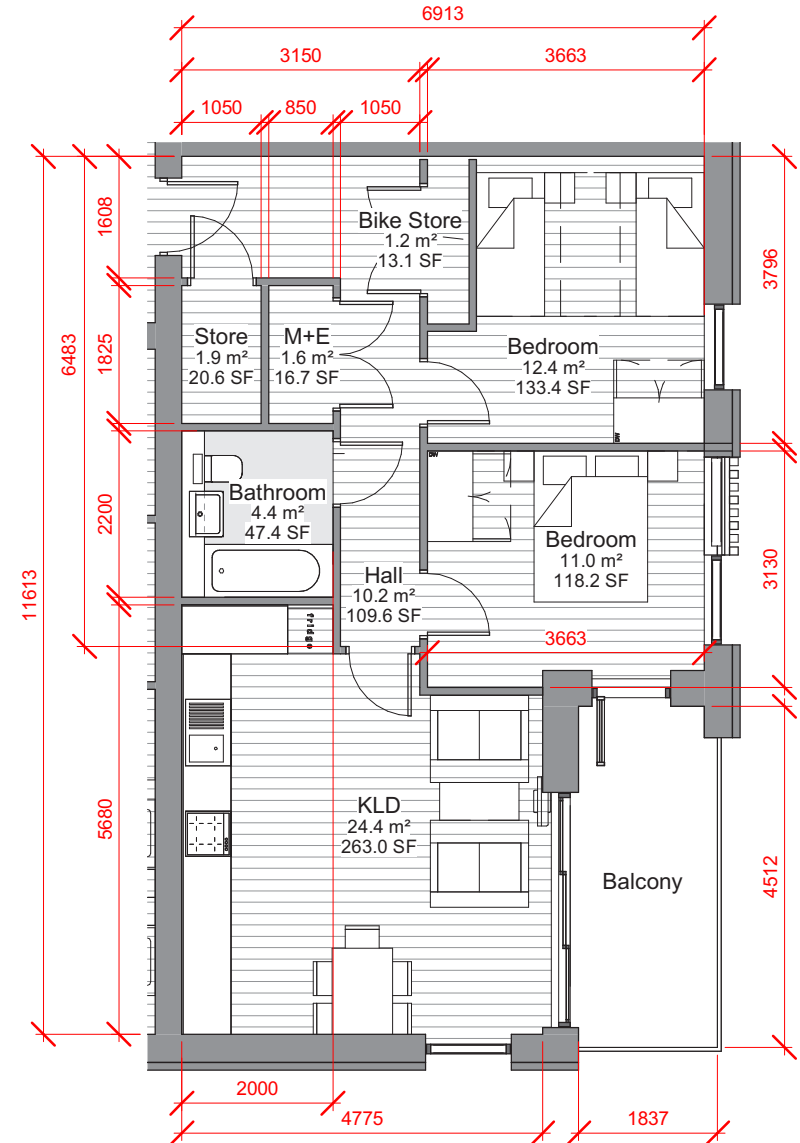 6913
3150
3663
1050
850
1050
1608
3796
6483
Bike Store
1.2 m²
13.1 SF
1825
Store
1.9 m²
20.6 SF
M+E
1.6 m²
16.7 SF
Bedroom
12.4 m²
133.4 SF
DW
DW
2200
Bathroom
4.4 m²
47.4 SF
Bedroom
11.0 m²
118.2 SF
3130
11613
Hall
10.2 m²
109.6 SF
fridge
3663
5680
KLD
24.4 m²
263.0 SF
Balcony
4512
2000
4775
1837